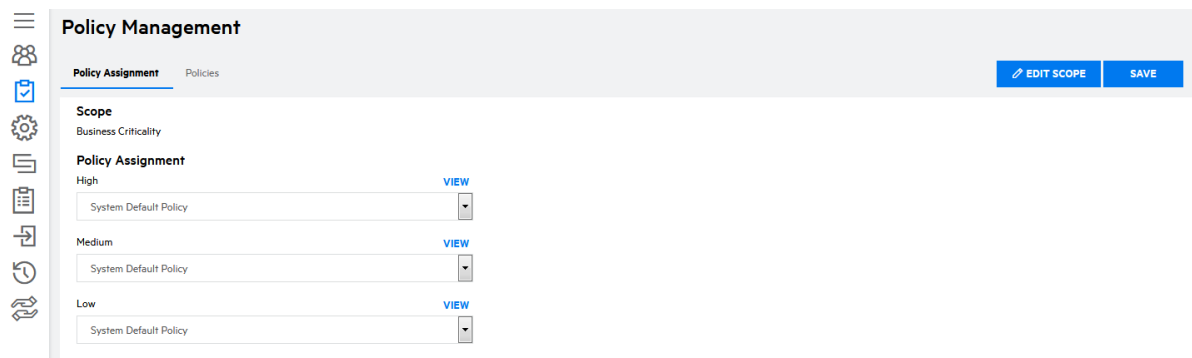 Policy Management
Policy Assignment Policies
EDIT SCOPE SAVE
Scope
Business Criticality
Policy Assignment
High VIEW
System Default Policy
Medium VIEW
System Default Policy
Low VIEW
System Default Policy